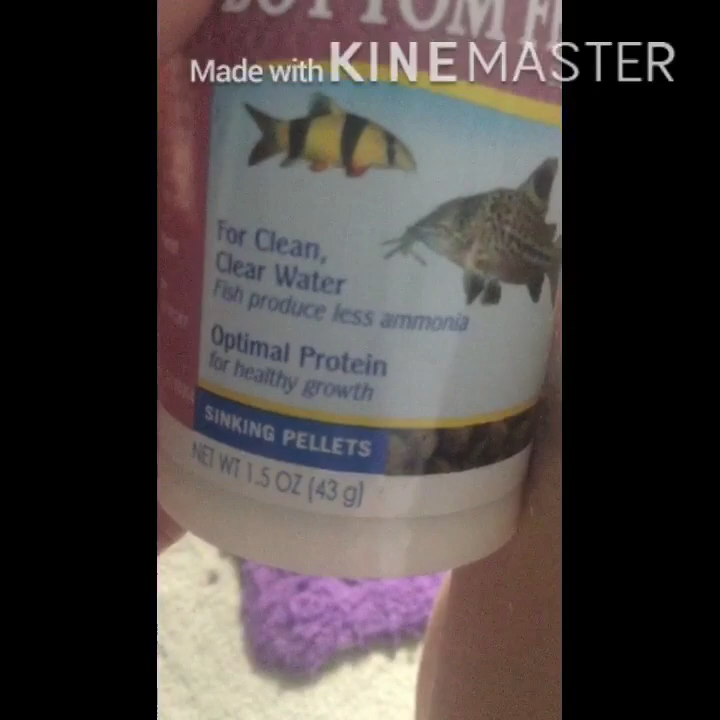 BOTTOM
Made with KINEMASTER
For Clean,
Clear Water
Fish produce less ammonia
Optimal Protein
for healthy growth
SINKING PELLETS
NET WT 1.5 OZ (43 g)